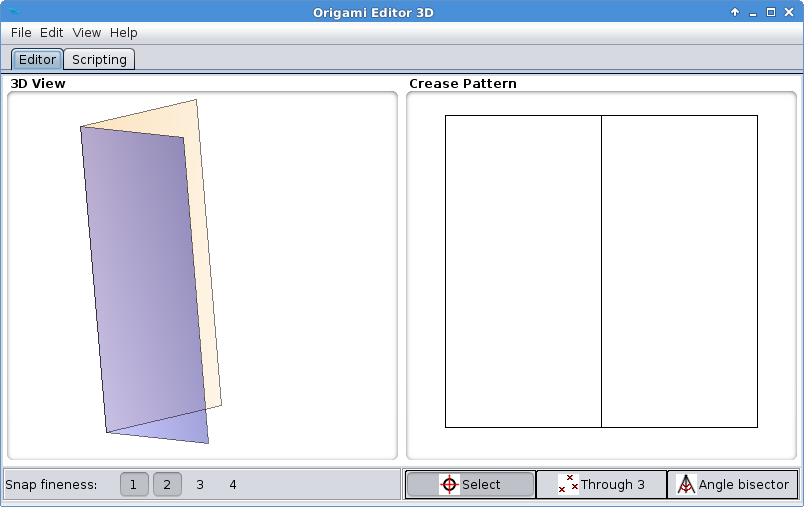 Origami Editor 3D
File Edit View Help
Editor Scripting
3D View Crease Pattern
Snap fineness: 1 2 3 4 Select Through 3 Angle bisector